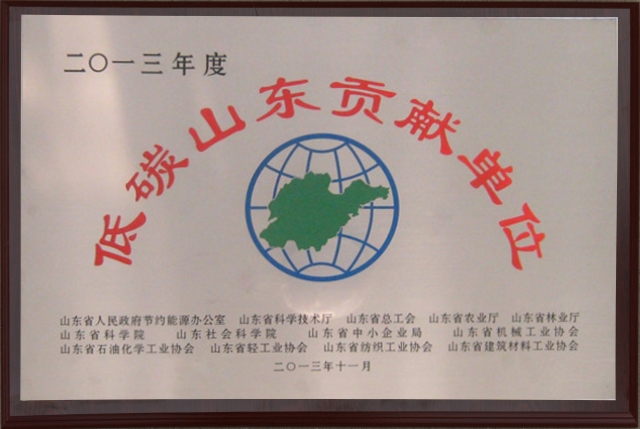 二〇一三年度
低碳山东贡献单位
山东省人民政府节约能源办公室 山东省科学技术厅 山东省总工会 山东省农业厅 山东省林业厅
山东省科学院 山东社会科学院 山东省中小企业局 山东省机械工业协会
山东省石油化学工业协会 山东省轻工业协会 山东省纺织工业协会 山东省建筑材料工业协会
二〇一三年十一月